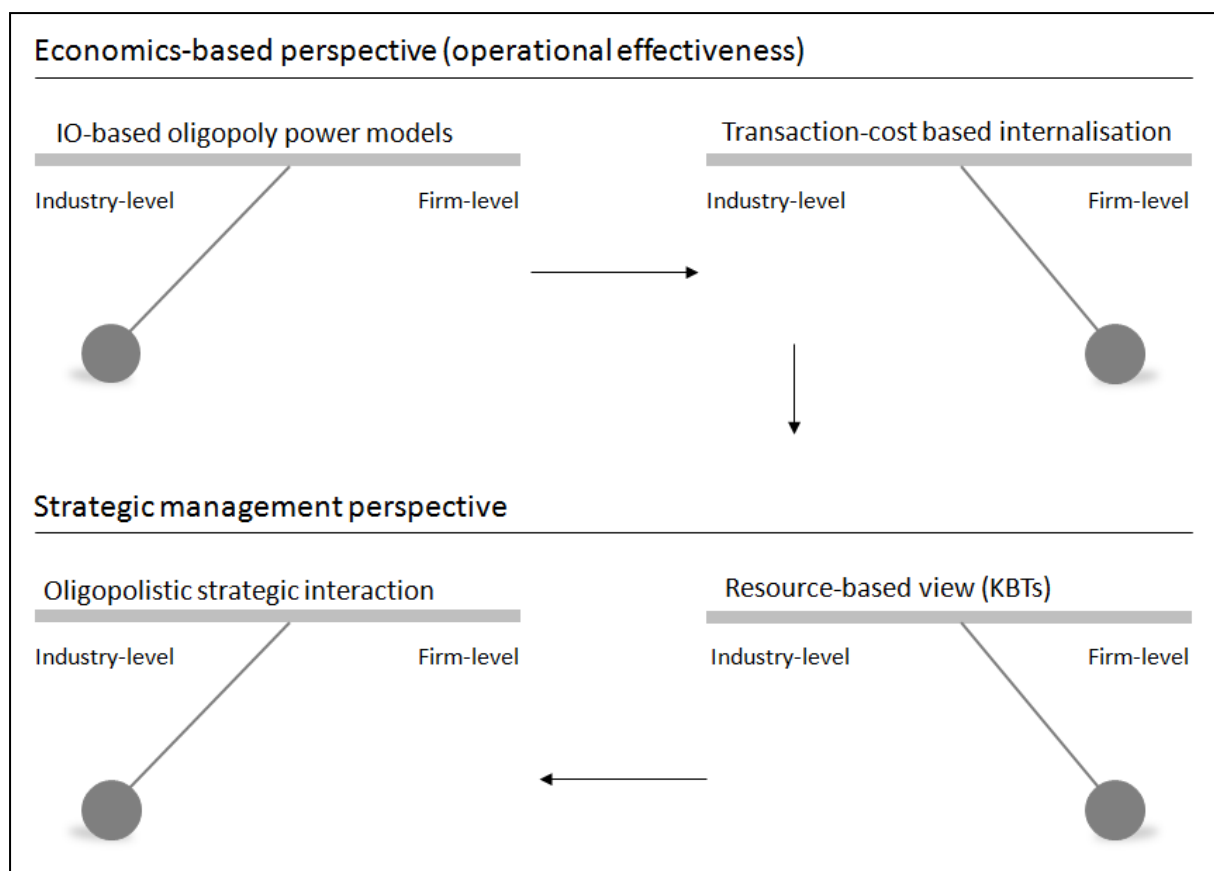 Economics-based perspective (operational effectiveness)
IO-based oligopoly power models
Transaction-cost based internalisation
Industry-level
Firm-level
Industry-level
Firm-level
Strategic management perspective
Oligopolistic strategic interaction
Resource-based view (KBTs)
Industry-level
Firm-level
Industry-level
Firm-level